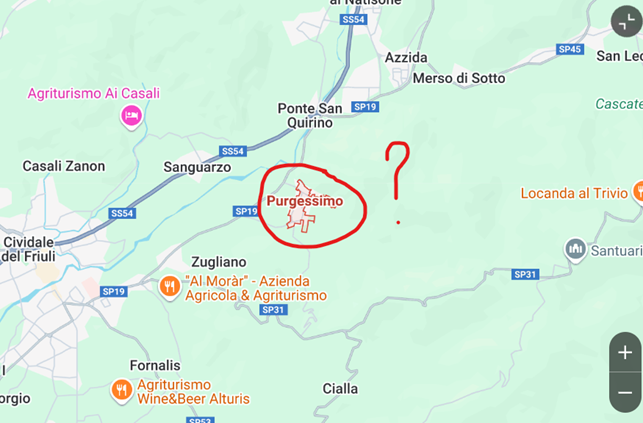 al Natisone
SS54
Azzida
SP45
San Leo
Merso di Sotto
Agriturismo Ai Casali
Ponte San
Quirino
SP19
Cascate
SS54
Casali Zanon
Sanguarzo
?
Purgessimo
Locanda al Trivio
SP19
SS54
Cividale
del Friuli
Santuari
Zugliano
SP31
"Al Moràr" - Azienda
Agricola & Agriturismo
SP19
SP31
Fornalis
Agriturismo
Wine&Beer Alturis
Cialla
orgio
+
−